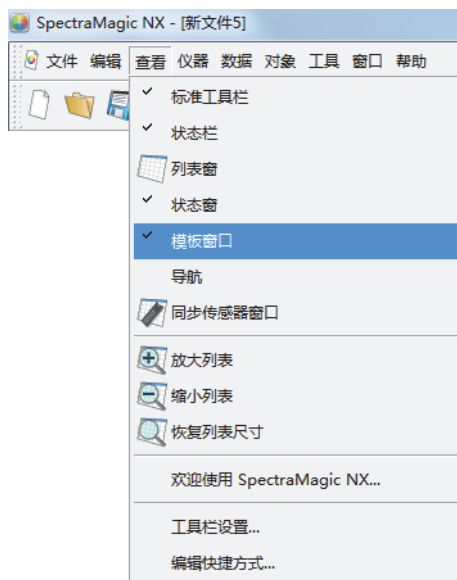 SpectraMagic NX - [新文件5]
文件 编辑 查看 仪器 数据 对象 工具 窗口 帮助
标准工具栏
状态栏
列表窗
状态窗
模板窗口
导航
同步传感器窗口
放大列表
缩小列表
恢复列表尺寸
欢迎使用 SpectraMagic NX...
工具栏设置...
编辑快捷方式...